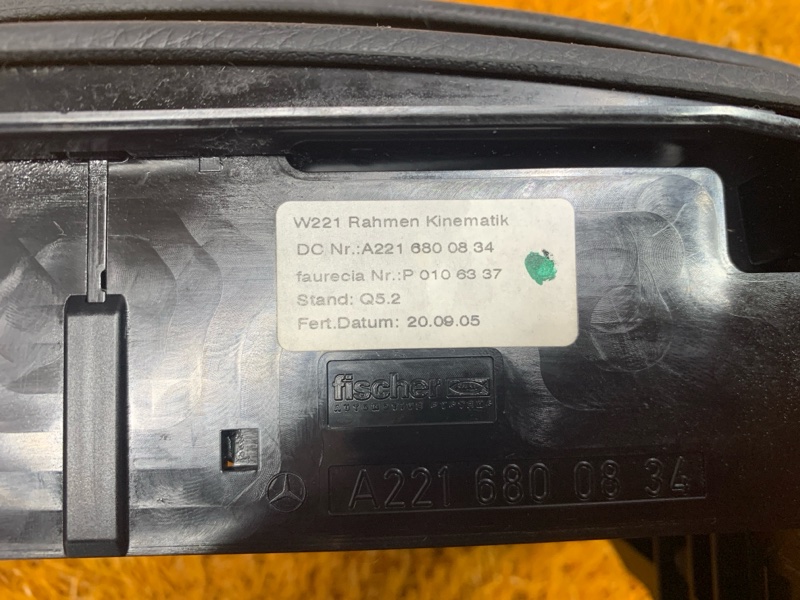 W221 Rahmen Kinematik
DC Nr.:A221 680 08 34
faurecia Nr.:P 010 63 37
Stand: Q5.2
Fert.Datum: 20.09.05
fischer
A221 680 08 34